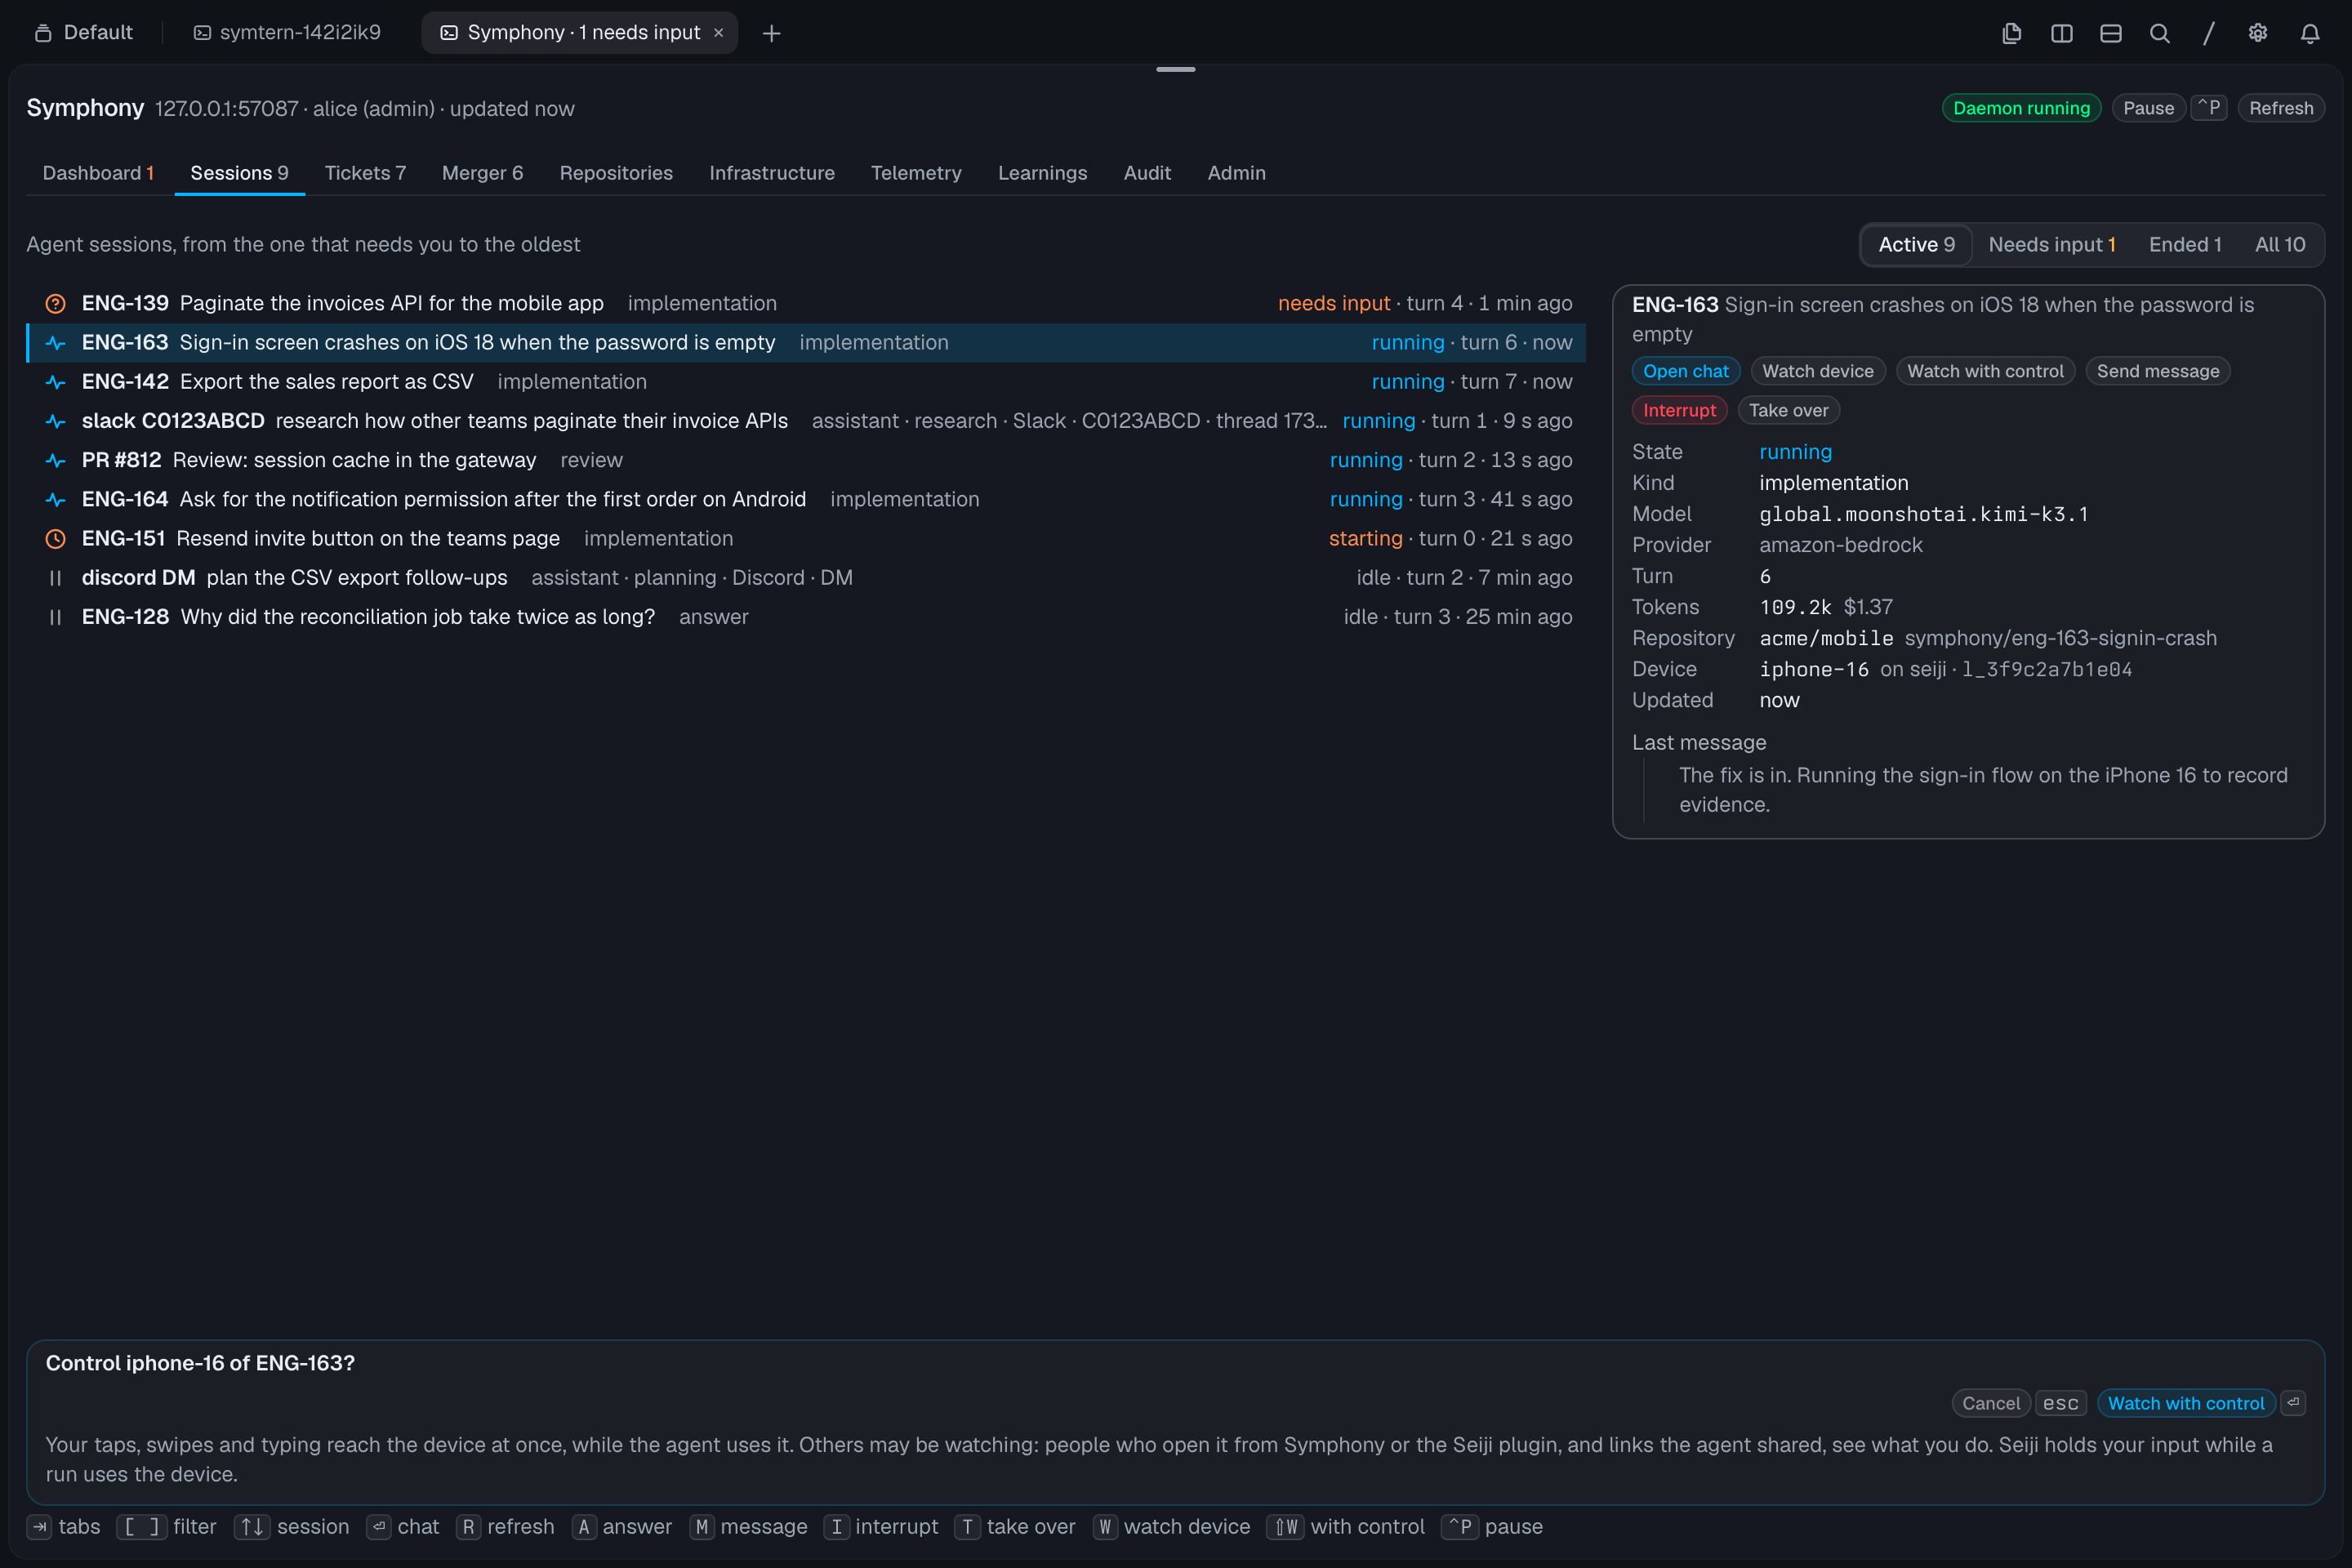 Default symtern-142i2ik9 Symphony · 1 needs input × +
Symphony 127.0.0.1:57087 · alice (admin) · updated now Daemon running Pause ^P Refresh
Dashboard 1 Sessions 9 Tickets 7 Merger 6 Repositories Infrastructure Telemetry Learnings Audit Admin
Agent sessions, from the one that needs you to the oldest Active 9 Needs input 1 Ended 1 All 10
ENG-139 Paginate the invoices API for the mobile app implementation needs input · turn 4 · 1 min ago
ENG-163 Sign-in screen crashes on iOS 18 when the password is empty implementation running · turn 6 · now
ENG-142 Export the sales report as CSV implementation running · turn 7 · now
slack C0123ABCD research how other teams paginate their invoice APIs assistant · research · Slack · C0123ABCD · thread 173… running · turn 1 · 9 s ago
PR #812 Review: session cache in the gateway review running · turn 2 · 13 s ago
ENG-164 Ask for the notification permission after the first order on Android implementation running · turn 3 · 41 s ago
ENG-151 Resend invite button on the teams page implementation starting · turn 0 · 21 s ago
discord DM plan the CSV export follow-ups assistant · planning · Discord · DM idle · turn 2 · 7 min ago
ENG-128 Why did the reconciliation job take twice as long? answer idle · turn 3 · 25 min ago
ENG-163 Sign-in screen crashes on iOS 18 when the password is
empty
Open chat Watch device Watch with control Send message
Interrupt Take over
State running
Kind implementation
Model global.moonshotai.kimi-k3.1
Provider amazon-bedrock
Turn 6
Tokens 109.2k $1.37
Repository acme/mobile symphony/eng-163-signin-crash
Device iphone-16 on seiji · l_3f9c2a7b1e04
Updated now
Last message
The fix is in. Running the sign-in flow on the iPhone 16 to record
evidence.
Control iphone-16 of ENG-163?
Cancel esc Watch with control ⏎
Your taps, swipes and typing reach the device at once, while the agent uses it. Others may be watching: people who open it from Symphony or the Seiji plugin, and links the agent shared, see what you do. Seiji holds your input while a
run uses the device.
⇥ tabs [ ] filter ↑↓ session ⏎ chat R refresh A answer M message I interrupt T take over W watch device ⇧W with control ^P pause